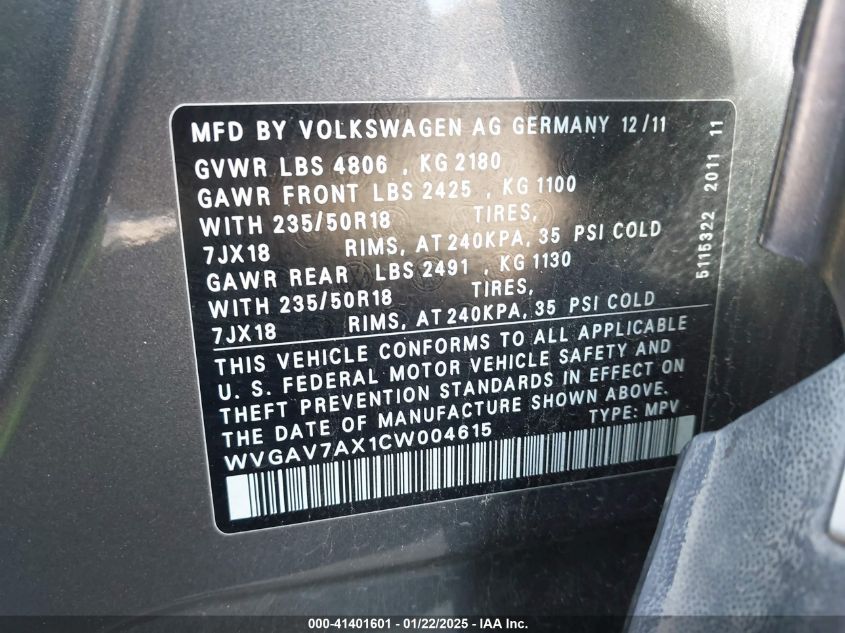 MFD BY VOLKSWAGEN AG GERMANY 12/11
GVWR LBS 4806 , KG 2180
GAWR FRONT LBS 2425 , KG 1100
WITH 235/50R18 TIRES,
7JX18 RIMS, AT 240KPA, 35 PSI COLD
GAWR REAR LBS 2491 , KG 1130
WITH 235/50R18 TIRES,
7JX18 RIMS, AT 240KPA, 35 PSI COLD
THIS VEHICLE CONFORMS TO ALL APPLICABLE
U. S. FEDERAL MOTOR VEHICLE SAFETY AND
THEFT PREVENTION STANDARDS IN EFFECT ON
THE DATE OF MANUFACTURE SHOWN ABOVE.
WVGAV7AX1CW004615 TYPE: MPV
5115322 2011 11
000-41401601 - 01/22/2025 - IAA Inc.